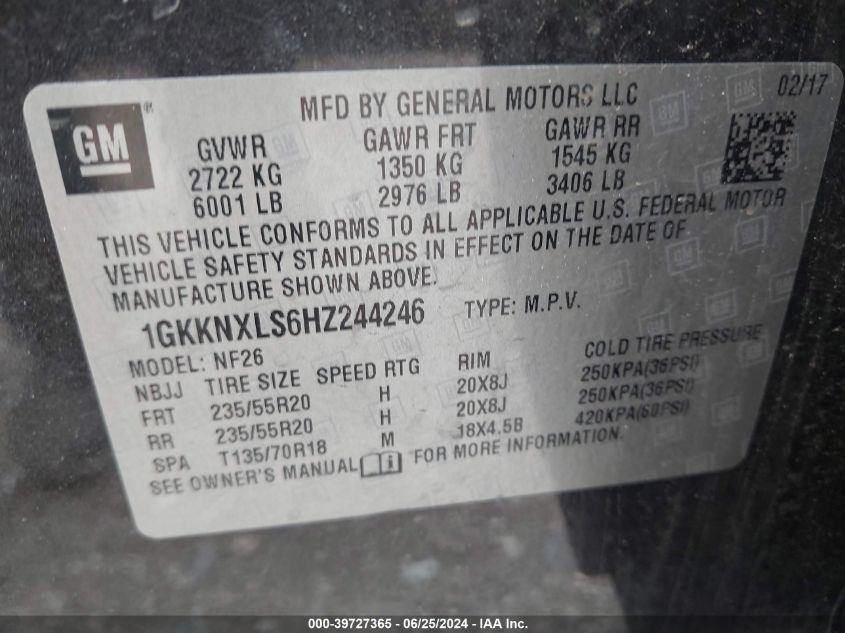 GM
®
MFD BY GENERAL MOTORS LLC
02/17
GVWR GAWR FRT GAWR RR
2722 KG 1350 KG 1545 KG
6001 LB 2976 LB 3406 LB
THIS VEHICLE CONFORMS TO ALL APPLICABLE U.S. FEDERAL MOTOR
VEHICLE SAFETY STANDARDS IN EFFECT ON THE DATE OF
MANUFACTURE SHOWN ABOVE.
1GKKNXLS6HZ244246 TYPE: M.P.V.
MODEL: NF26
NBJJ TIRE SIZE SPEED RTG RIM COLD TIRE PRESSURE
FRT 235/55R20 H 20X8J 250KPA(36PSI)
RR 235/55R20 H 20X8J 250KPA(36PSI)
SPA T135/70R18 M 18X4.5B 420KPA(60PSI)
SEE OWNER'S MANUAL FOR MORE INFORMATION.
000-39727365 - 06/25/2024 - IAA Inc.